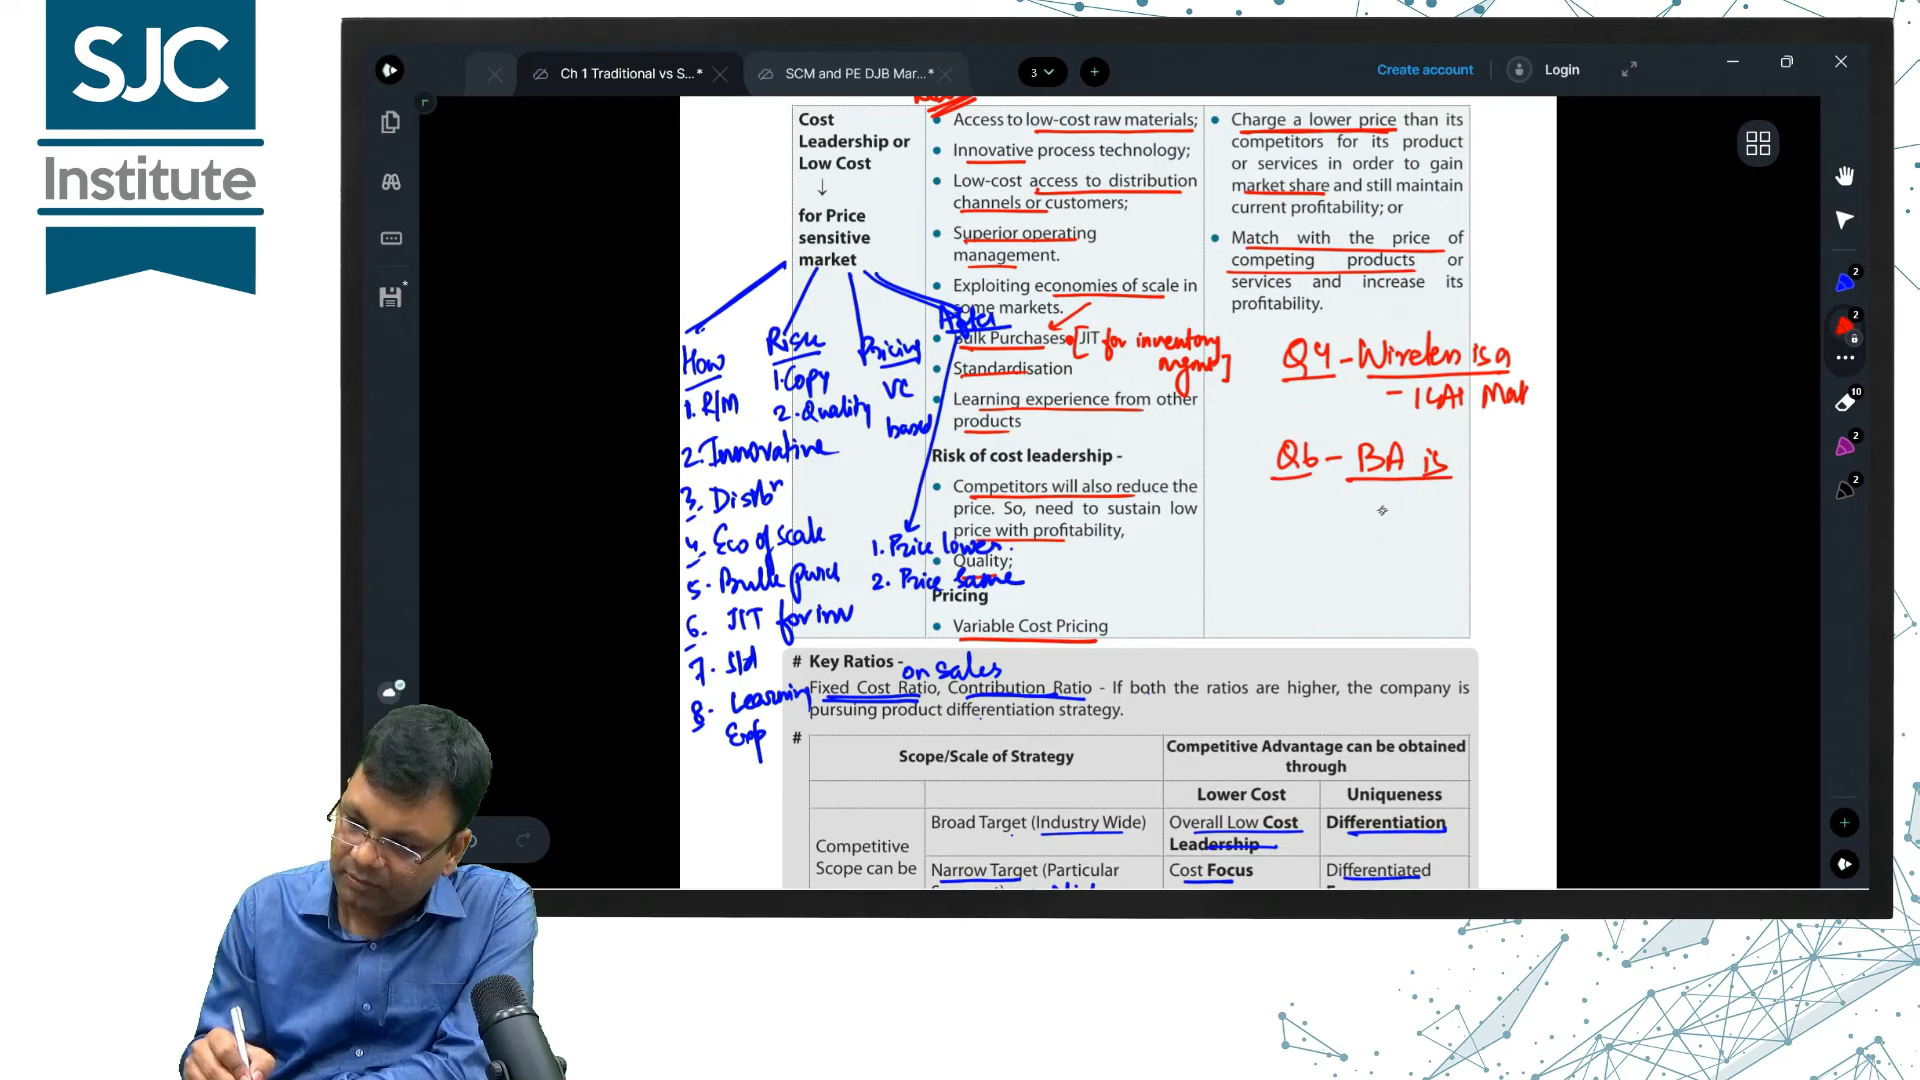 SJC
Institute
Ch 1 Traditional vs S...*
SCM and PE DJB Mar...*
3
Create account
Login
Cost
Leadership or
Low Cost
↓
for Price
sensitive
market
Access to low-cost raw materials;
Innovative process technology;
Low-cost access to distribution
channels or customers;
Superior operating
management.
Exploiting economies of scale in
some markets.
Bulk Purchases
JIT for inventory
mgmt]
Standardisation
Learning experience from other
products
Risk of cost leadership -
Competitors will also reduce the
price. So, need to sustain low
price with profitability,
Quality;
Pricing
Variable Cost Pricing
Charge a lower price than its
competitors for its product
or services in order to gain
market share and still maintain
current profitability; or
Match with the price of
competing products or
services and increase its
profitability.
Q4 - Wireless is a
- ICAI Mat
Q6 - BA is
How
1. R/M
2. Innovative
3. Distbn
4. Eco of scale
5. Bulk purch
6. JIT for inv
7. S/d
8. Learning
Exp
Risk
1. Copy
2. Quality
Pricing
VC
based
After
1. Price lower.
2. Price same
# Key Ratios -
on sales
Fixed Cost Ratio, Contribution Ratio - If both the ratios are higher, the company is
pursuing product differentiation strategy.
#
Scope/Scale of Strategy
Competitive Advantage can be obtained
through
Lower Cost
Uniqueness
Competitive
Scope can be
Broad Target (Industry Wide)
Overall Low Cost
Leadership
Differentiation
Narrow Target (Particular
Cost Focus
Differentiated
2
2
10
2
2